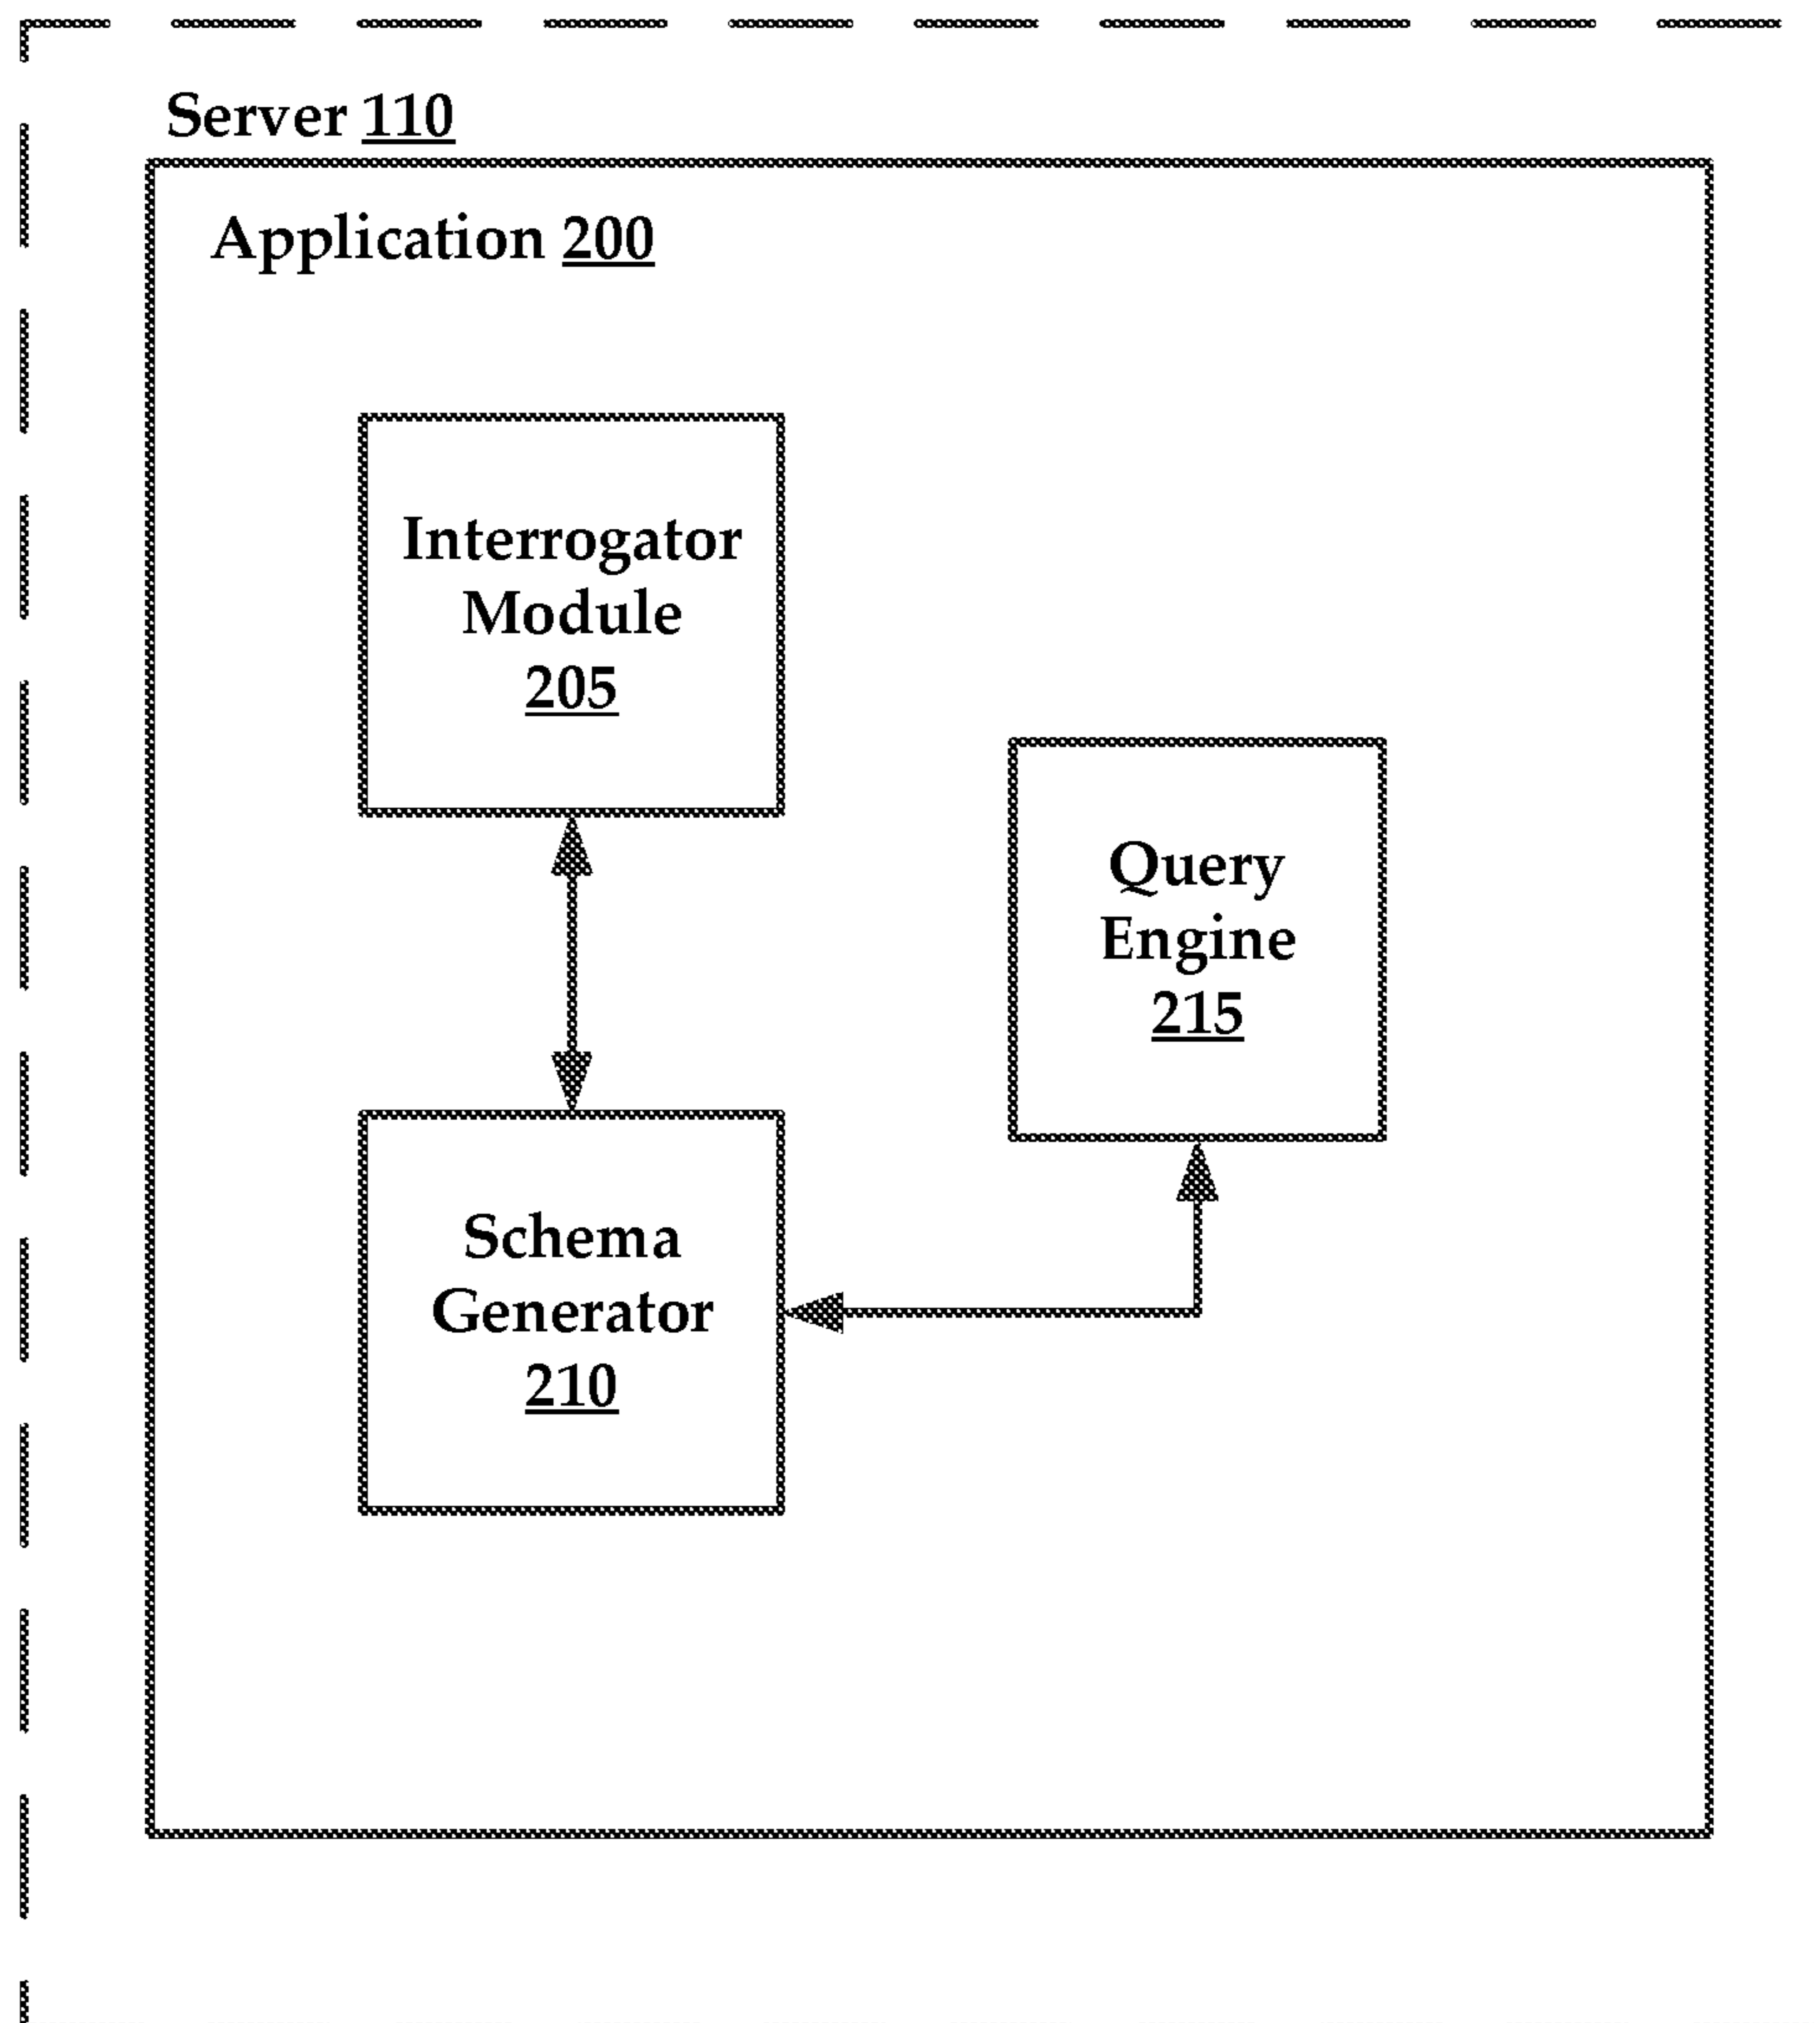 Server 110
Application 200
Interrogator
Module
205
Query
Engine
215
Schema
Generator
210